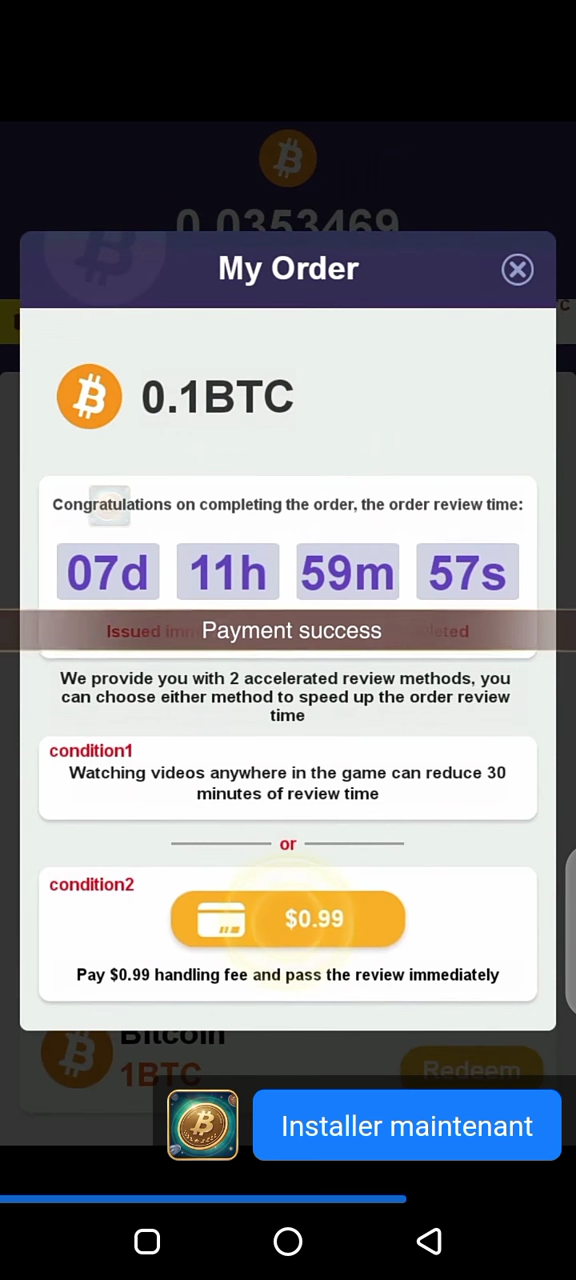 0.0353469
My Order
0.1BTC
Congratulations on completing the order, the order review time:
07d 11h 59m 57s
Issued
Payment success
We provide you with 2 accelerated review methods, you
can choose either method to speed up the order review
time
condition1
Watching videos anywhere in the game can reduce 30
minutes of review time
or
condition2
$0.99
Pay $0.99 handling fee and pass the review immediately
Bitcoin
1BTC
Redeem
Installer maintenant